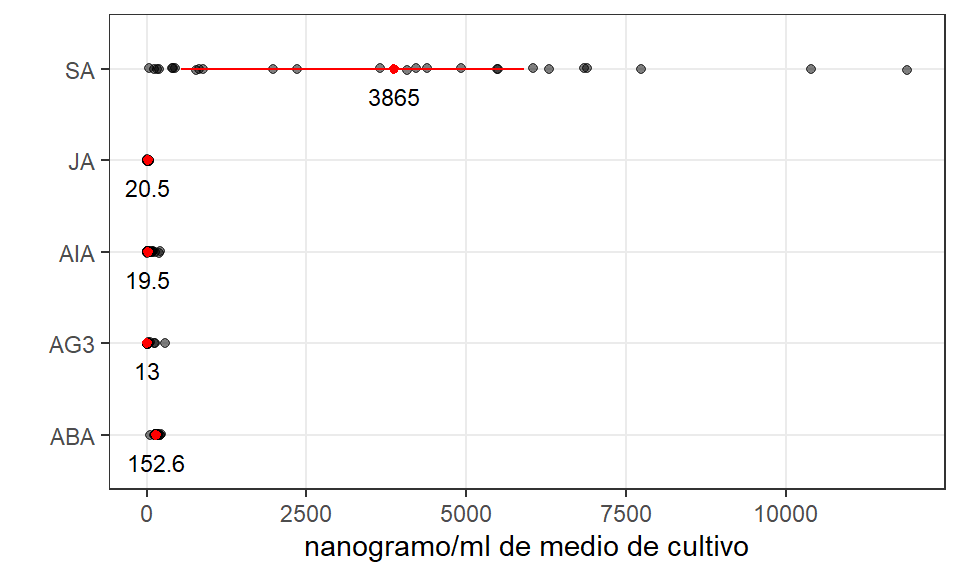 SA
3865
JA
20.5
AIA
19.5
AG3
13
ABA
152.6
0 2500 5000 7500 10000
nanogramo/ml de medio de cultivo